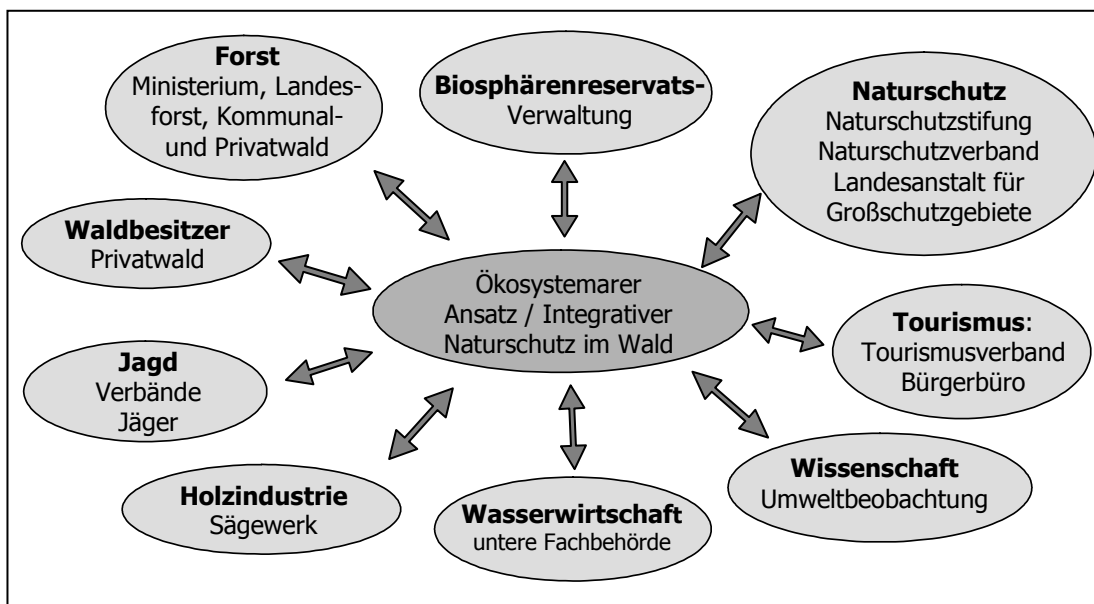 Forst
Ministerium, Landes-
forst, Kommunal-
und Privatwald
Biosphärenreservats-
Verwaltung
Naturschutz
Naturschutzstifung
Naturschutzverband
Landesanstalt für
Großschutzgebiete
Waldbesitzer
Privatwald
Ökosystemarer
Ansatz / Integrativer
Naturschutz im Wald
Tourismus:
Tourismusverband
Bürgerbüro
Jagd
Verbände
Jäger
Wissenschaft
Umweltbeobachtung
Holzindustrie
Sägewerk
Wasserwirtschaft
untere Fachbehörde